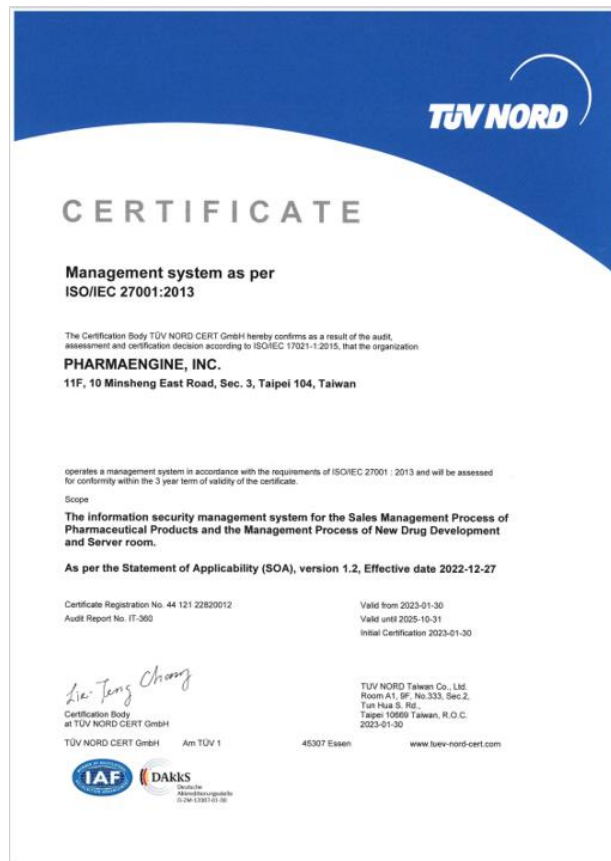 TÜV NORD
CERTIFICATE
Management system as per
ISO/IEC 27001:2013
The Certification Body TÜV NORD CERT GmbH hereby confirms as a result of the audit,
assessment and certification decision according to ISO/IEC 17021-1:2015, that the organization
PHARMAENGINE, INC.
11F, 10 Minsheng East Road, Sec. 3, Taipei 104, Taiwan
operates a management system in accordance with the requirements of ISO/IEC 27001 : 2013 and will be assessed
for conformity within the 3 year term of validity of the certificate.
Scope
The information security management system for the Sales Management Process of
Pharmaceutical Products and the Management Process of New Drug Development
and Server room.
As per the Statement of Applicability (SOA), version 1.2, Effective date 2022-12-27
Certificate Registration No. 44 121 22820012
Audit Report No. IT-360
Valid from 2023-01-30
Valid until 2025-10-31
Initial Certification 2023-01-30
Certification Body
at TÜV NORD CERT GmbH
TUV NORD Taiwan Co., Ltd.
Room A1, 9F, No.333, Sec.2,
Tun Hua S. Rd.,
Taipei 10669 Taiwan, R.O.C.
2023-01-30
TÜV NORD CERT GmbH Am TÜV 1 45307 Essen www.tuev-nord-cert.com
IAF
DAkkS
Deutsche
Akkreditierungsstelle